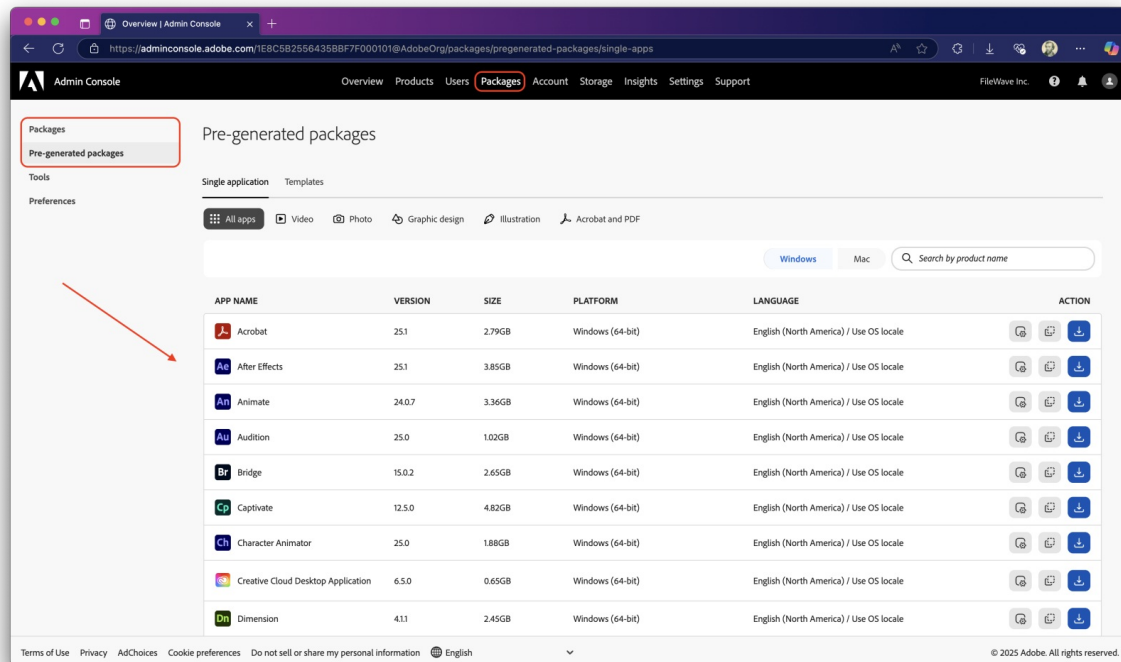 Overview | Admin Console
https://adminconsole.adobe.com/1E8C5B2556435BBF7F000101@AdobeOrg/packages/pregenerated-packages/single-apps
Admin Console Overview Products Users Packages Account Storage Insights Settings Support FileWave Inc.
Packages
Pre-generated packages
Tools
Preferences
Pre-generated packages
Single application Templates
All apps Video Photo Graphic design Illustration Acrobat and PDF
Windows Mac Search by product name
APP NAME VERSION SIZE PLATFORM LANGUAGE ACTION
Acrobat 25.1 2.79GB Windows (64-bit) English (North America) / Use OS locale
Ae After Effects 25.1 3.85GB Windows (64-bit) English (North America) / Use OS locale
An Animate 24.0.7 3.36GB Windows (64-bit) English (North America) / Use OS locale
Au Audition 25.0 1.02GB Windows (64-bit) English (North America) / Use OS locale
Br Bridge 15.0.2 2.65GB Windows (64-bit) English (North America) / Use OS locale
Cp Captivate 12.5.0 4.82GB Windows (64-bit) English (North America) / Use OS locale
Ch Character Animator 25.0 1.88GB Windows (64-bit) English (North America) / Use OS locale
Creative Cloud Desktop Application 6.5.0 0.65GB Windows (64-bit) English (North America) / Use OS locale
Dn Dimension 4.1.1 2.45GB Windows (64-bit) English (North America) / Use OS locale
Terms of Use Privacy AdChoices Cookie preferences Do not sell or share my personal information English © 2025 Adobe. All rights reserved.